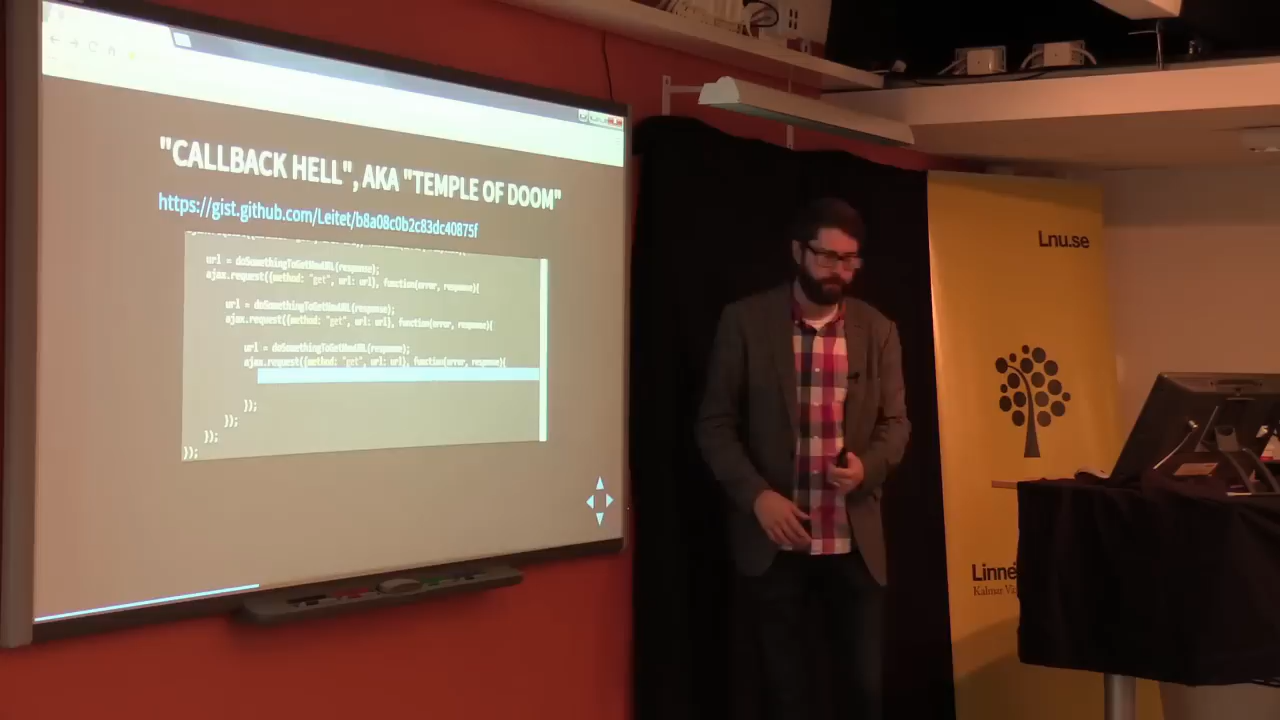 "CALLBACK HELL", AKA "TEMPLE OF DOOM"
https://gist.github.com/Leitet/b8a08c0b2c83dc40875f
url = doSomethingToGetNewURL(response);
ajax.request({method: "get", url: url}, function(error, response){
url = doSomethingToGetNewURL(response);
ajax.request({method: "get", url: url}, function(error, response){
url = doSomethingToGetNewURL(response);
ajax.request({method: "get", url: url}, function(error, response){
});
});
});
});
Lnu.se
Linné
Kalmar